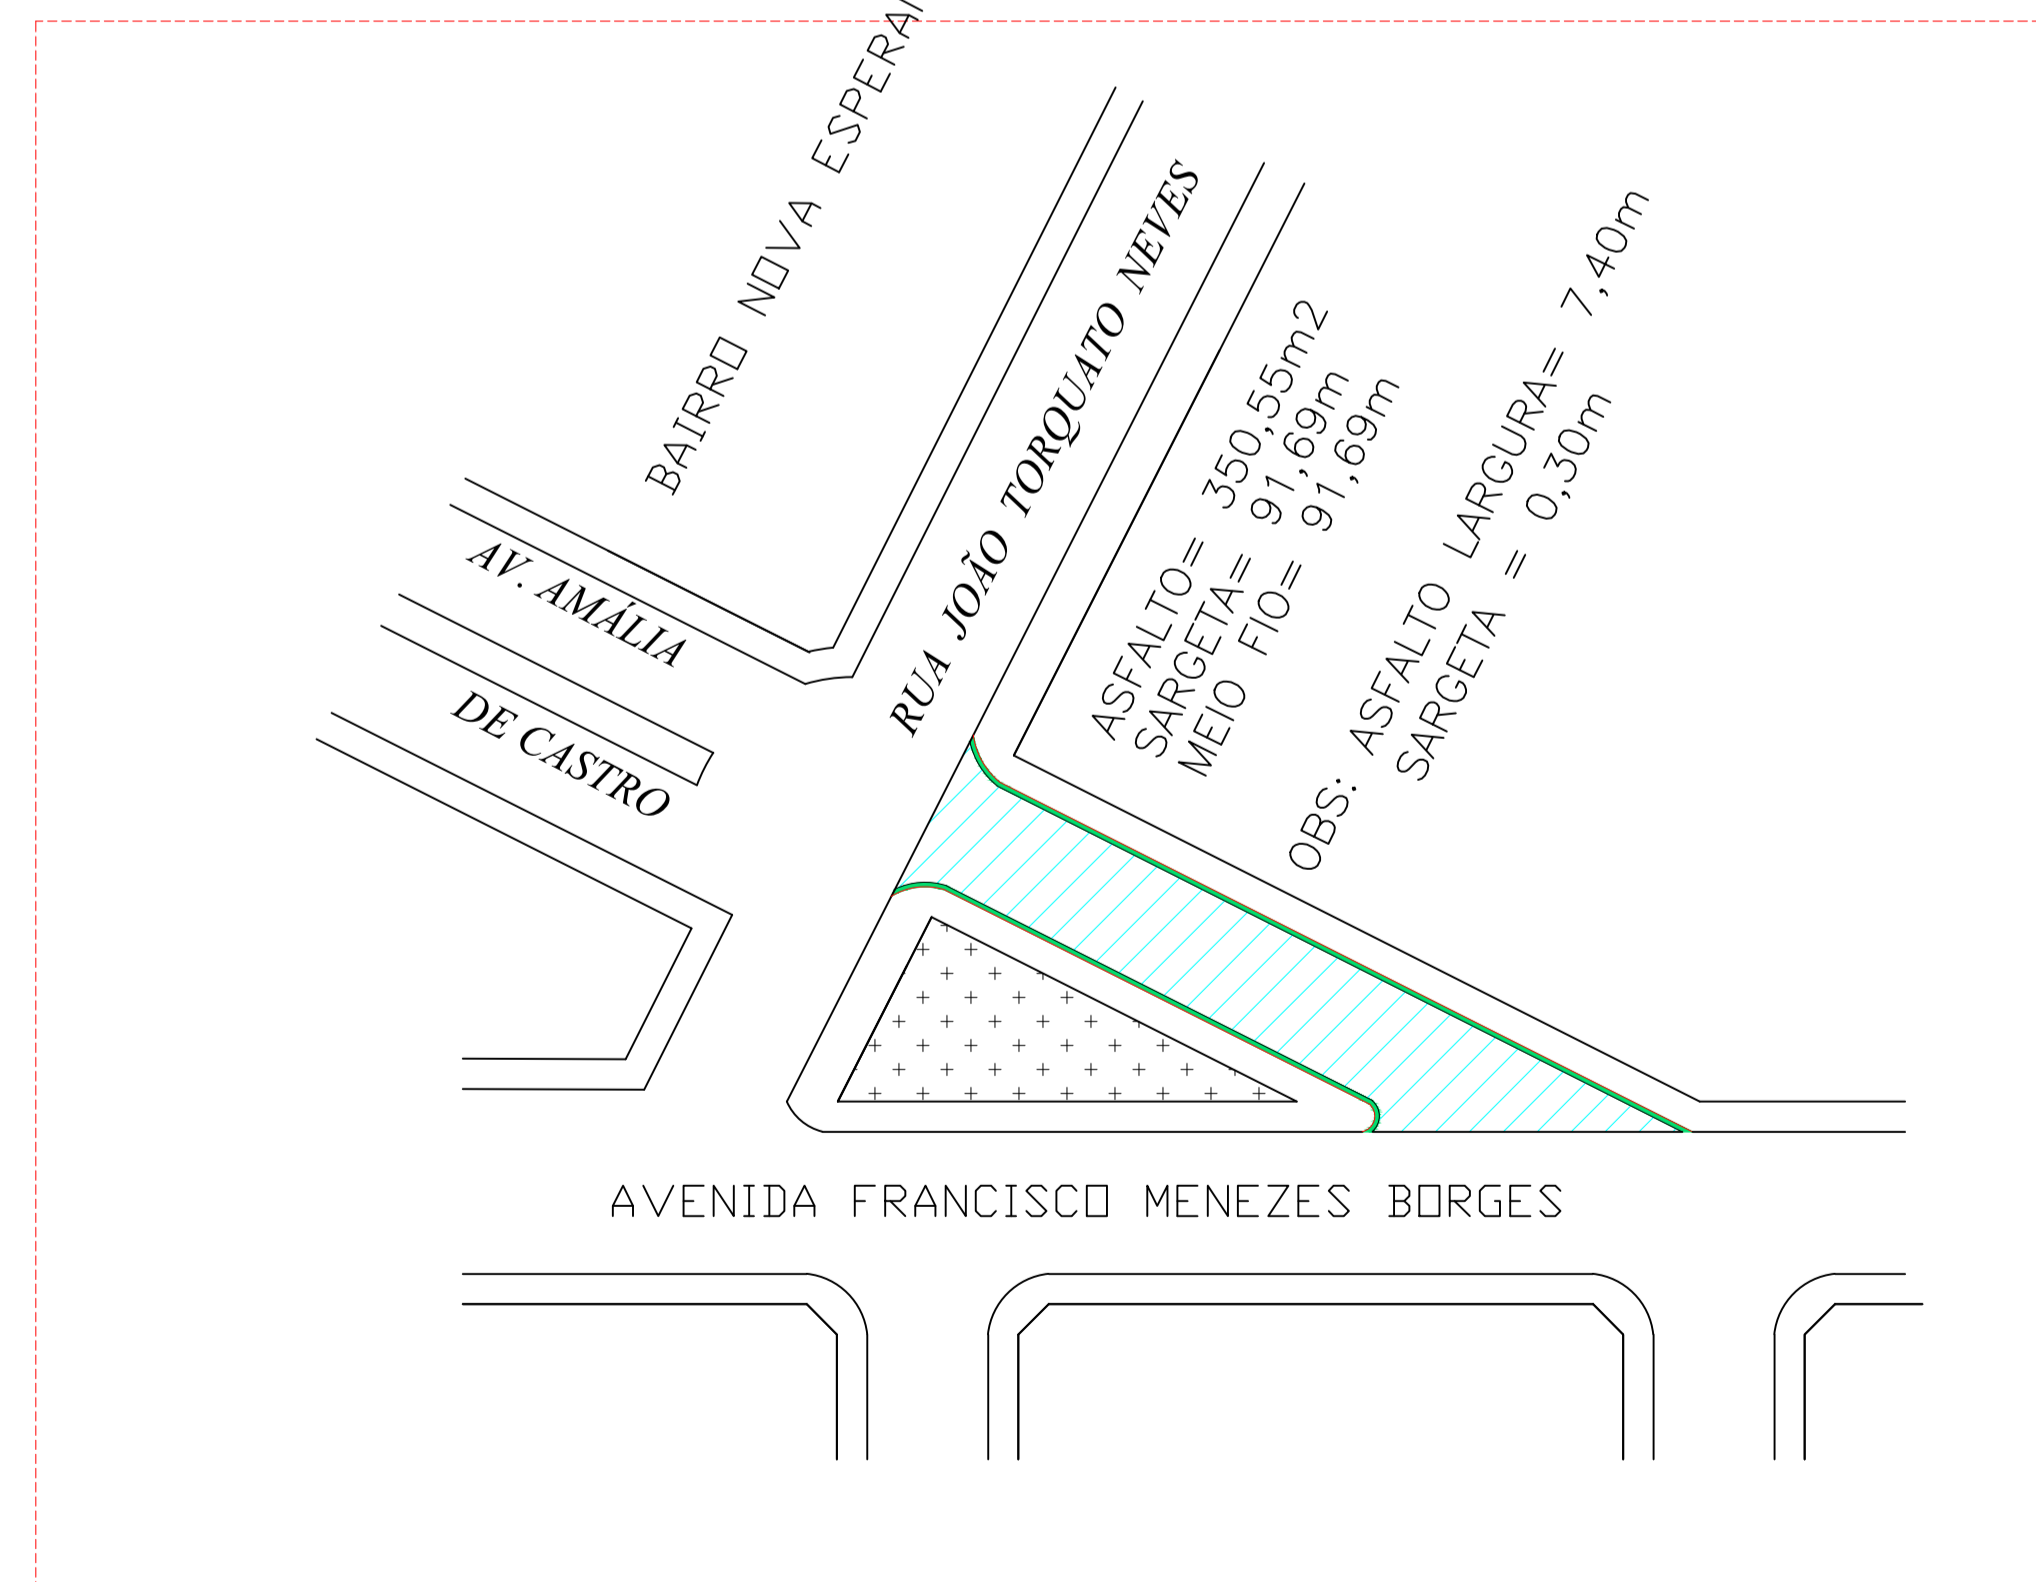 BAIRRO NOVA
RUA JOÃO TORQUATO NEVES
AV. AMÁLIA
DE CASTRO
ASFALTO= 350,55m2
SARGETA= 91,69m
MEIO FIO= 91,69m
OBS: ASFALTO LARGURA= 7,40m
SARGETA = 0,30m
AVENIDA FRANCISCO MENEZES BORGES